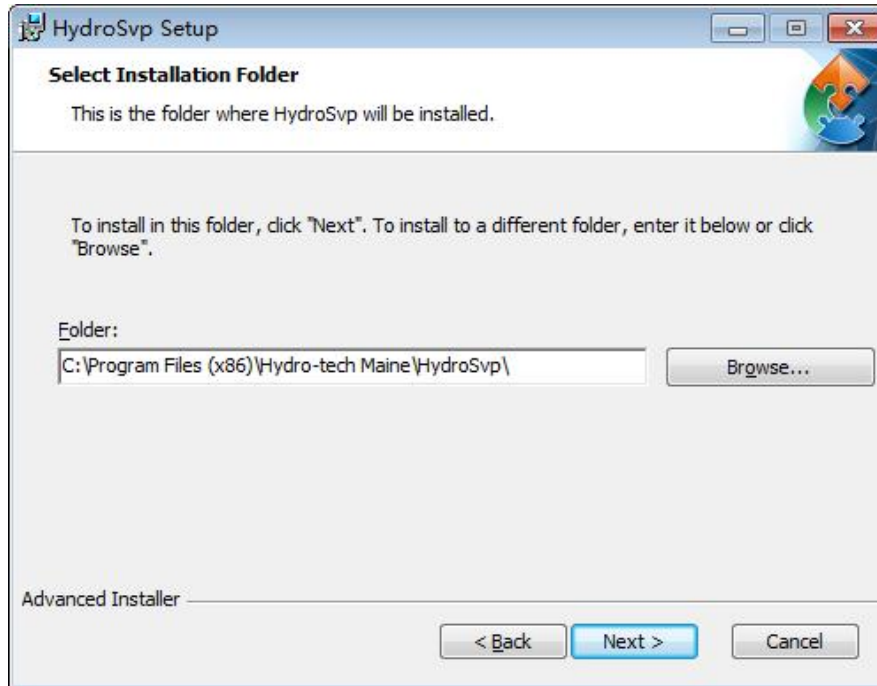 HydroSvp Setup
Select Installation Folder
This is the folder where HydroSvp will be installed.
To install in this folder, click "Next". To install to a different folder, enter it below or click
"Browse".
Folder:
C:\Program Files (x86)\Hydro-tech Maine\HydroSvp\
Browse...
Advanced Installer
< Back
Next >
Cancel